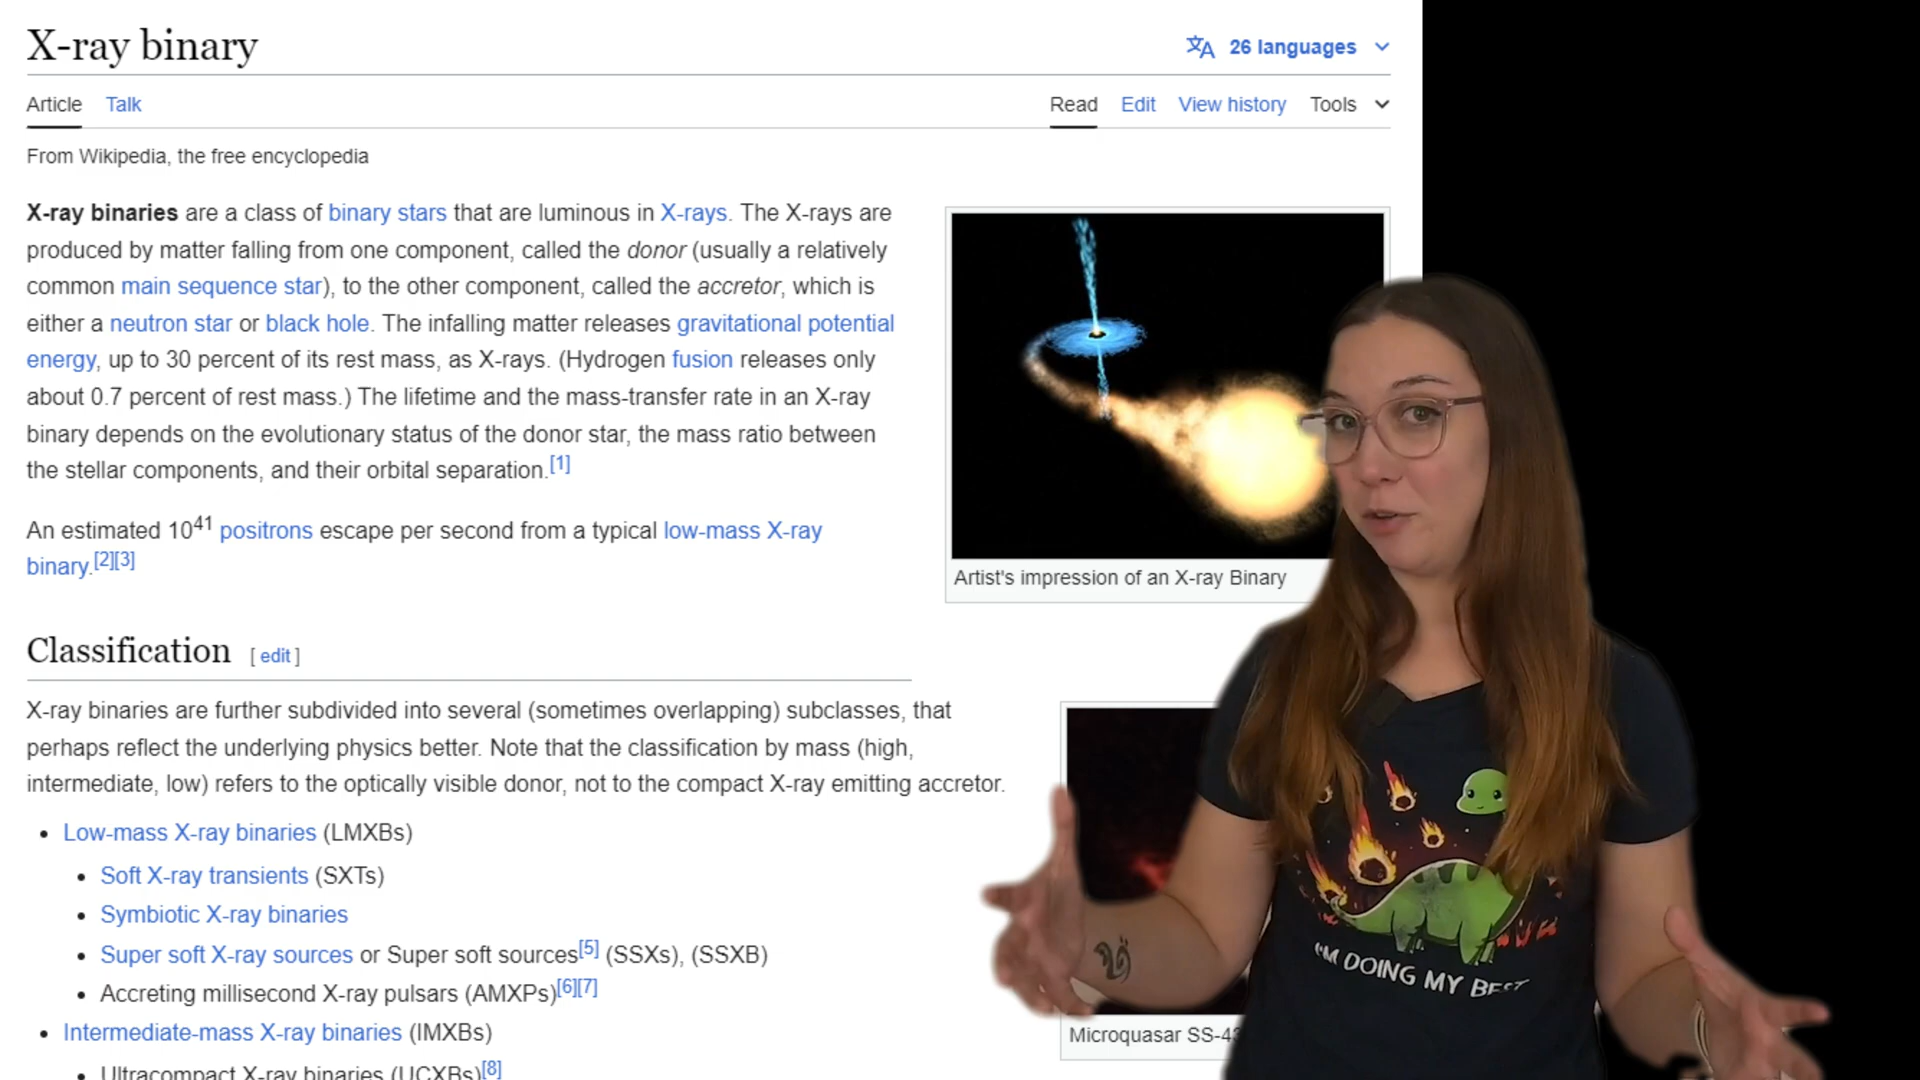 X-ray binary
26 languages
Article Talk Read Edit View history Tools
From Wikipedia, the free encyclopedia
X-ray binaries are a class of binary stars that are luminous in X-rays. The X-rays are
produced by matter falling from one component, called the donor (usually a relatively
common main sequence star), to the other component, called the accretor, which is
either a neutron star or black hole. The infalling matter releases gravitational potential
energy, up to 30 percent of its rest mass, as X-rays. (Hydrogen fusion releases only
about 0.7 percent of rest mass.) The lifetime and the mass-transfer rate in an X-ray
binary depends on the evolutionary status of the donor star, the mass ratio between
the stellar components, and their orbital separation.[1]
An estimated 10⁴¹ positrons escape per second from a typical low-mass X-ray
binary.[2][3]
Artist's impression of an X-ray Binary
Classification [ edit ]
X-ray binaries are further subdivided into several (sometimes overlapping) subclasses, that
perhaps reflect the underlying physics better. Note that the classification by mass (high,
intermediate, low) refers to the optically visible donor, not to the compact X-ray emitting accretor.
• Low-mass X-ray binaries (LMXBs)
• Soft X-ray transients (SXTs)
• Symbiotic X-ray binaries
• Super soft X-ray sources or Super soft sources[5] (SSXs), (SSXB)
• Accreting millisecond X-ray pulsars (AMXPs)[6][7]
• Intermediate-mass X-ray binaries (IMXBs)
• Ultracompact X-ray binaries (UCXBs)[8]
Microquasar
I'M DOING MY BEST